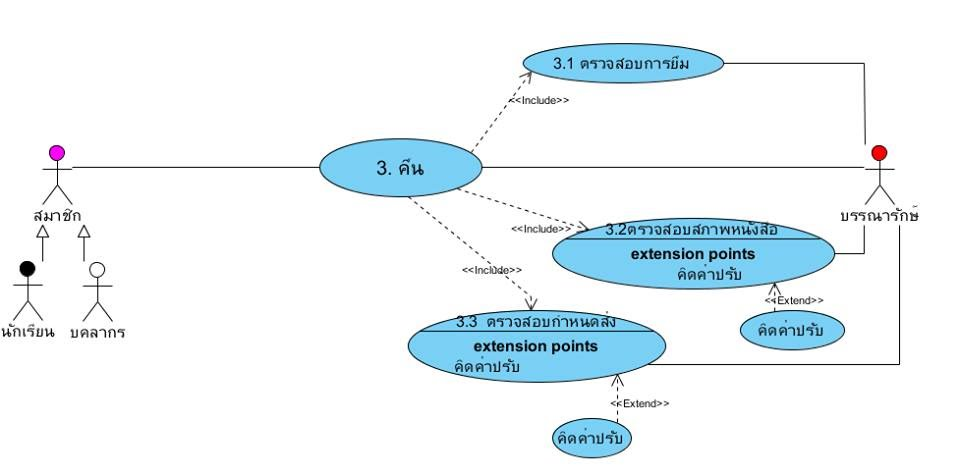 3.1 ตรวจสอบการยืม
<<Include>>
3. คืน
สมาชิก
บรรณารักษ์
<<Include>>
3.2ตรวจสอบสภาพหนังสือ
extension points
คิดค่าปรับ
<<Include>>
<<Extend>>
นักเรียน
บคลากร
คิดค่าปรับ
3.3 ตรวจสอบกำหนดส่ง
extension points
คิดค่าปรับ
<<Extend>>
คิดค่าปรับ